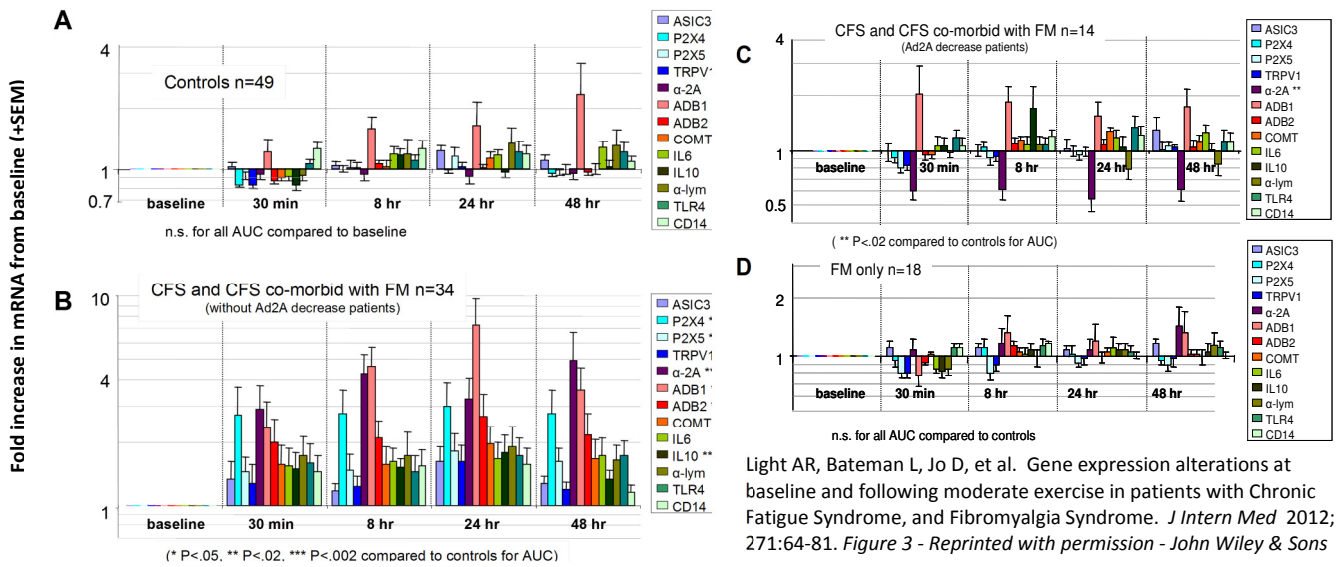 Fold increase in mRNA from baseline (+SEM)
A
4
1
0.7
Controls n=49
baseline
30 min
8 hr
24 hr
48 hr
n.s. for all AUC compared to baseline
ASIC3
P2X4
P2X5
TRPV1
α-2A
ADB1
ADB2
COMT
IL6
IL10
α-lym
TLR4
CD14
B
10
4
1
CFS and CFS co-morbid with FM n=34
(without Ad2A decrease patients)
baseline
30 min
8 hr
24 hr
48 hr
(* P<.05, ** P<.02, *** P<.002 compared to controls for AUC)
ASIC3
P2X4 *
P2X5 *
TRPV1
α-2A **
ADB1
ADB2
COMT
IL6
IL10 **
α-lym
TLR4
CD14
C
4
1
0.5
CFS and CFS co-morbid with FM n=14
(Ad2A decrease patients)
baseline
30 min
8 hr
24 hr
48 hr
( ** P<.02 compared to controls for AUC)
ASIC3
P2X4
P2X5
TRPV1
α-2A **
ADB1
ADB2
COMT
IL6
IL10
α-lym
TLR4
CD14
D
2
1
FM only n=18
baseline
30 min
8 hr
24 hr
48 hr
n.s. for all AUC compared to controls
ASIC3
P2X4
P2X5
TRPV1
α-2A
ADB1
ADB2
COMT
IL6
IL10
α-lym
TLR4
CD14
Light AR, Bateman L, Jo D, et al. Gene expression alterations at
baseline and following moderate exercise in patients with Chronic
Fatigue Syndrome, and Fibromyalgia Syndrome. J Intern Med 2012;
271:64-81. Figure 3 - Reprinted with permission - John Wiley & Sons